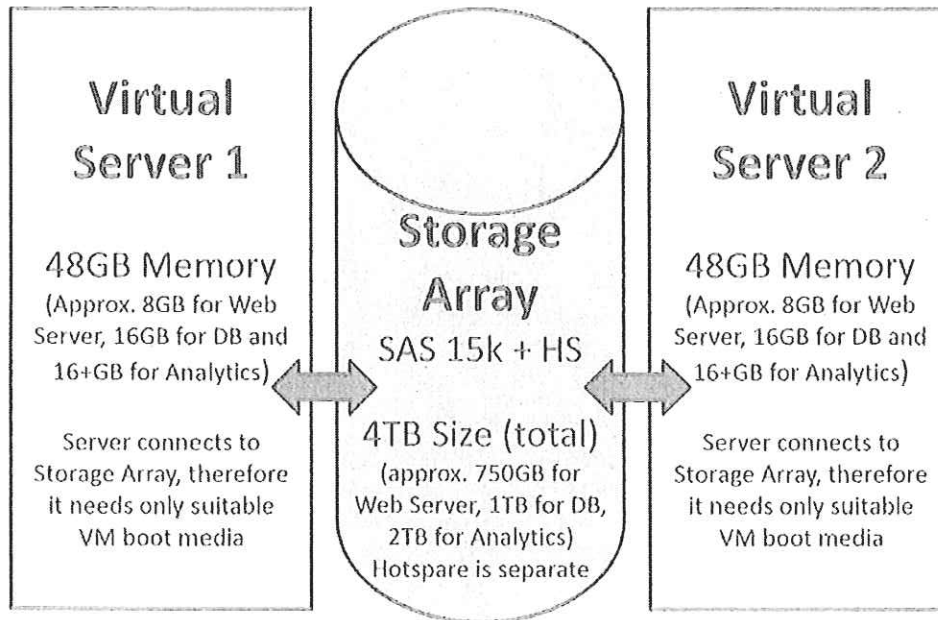 Virtual
Server 1
48GB Memory
(Approx. 8GB for Web
Server, 16GB for DB and
16+GB for Analytics)
Server connects to
Storage Array, therefore
it needs only suitable
VM boot media
Storage
Array
SAS 15k + HS
4TB Size (total)
(approx. 750GB for
Web Server, 1TB for DB,
2TB for Analytics)
Hotspare is separate
Virtual
Server 2
48GB Memory
(Approx. 8GB for Web
Server, 16GB for DB and
16+GB for Analytics)
Server connects to
Storage Array, therefore
it needs only suitable
VM boot media